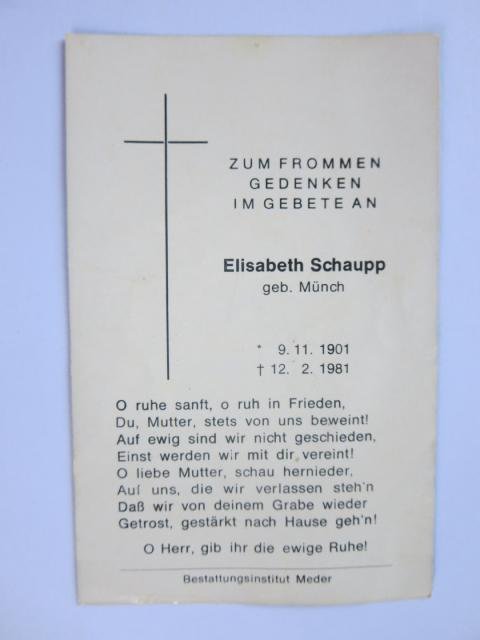 ZUM FROMMEN
GEDENKEN
IM GEBETE AN
Elisabeth Schaupp
geb. Münch
* 9. 11. 1901
† 12. 2. 1981
O ruhe sanft, o ruh in Frieden,
Du, Mutter, stets von uns beweint!
Auf ewig sind wir nicht geschieden,
Einst werden wir mit dir vereint!
O liebe Mutter, schau hernieder,
Auf uns, die wir verlassen steh'n
Daß wir von deinem Grabe wieder
Getrost, gestärkt nach Hause geh'n!
O Herr, gib ihr die ewige Ruhe!
Bestattungsinstitut Meder